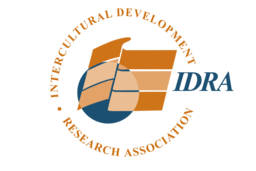 INTERCULTURAL DEVELOPMENT
IDRA
• RESEARCH ASSOCIATION •